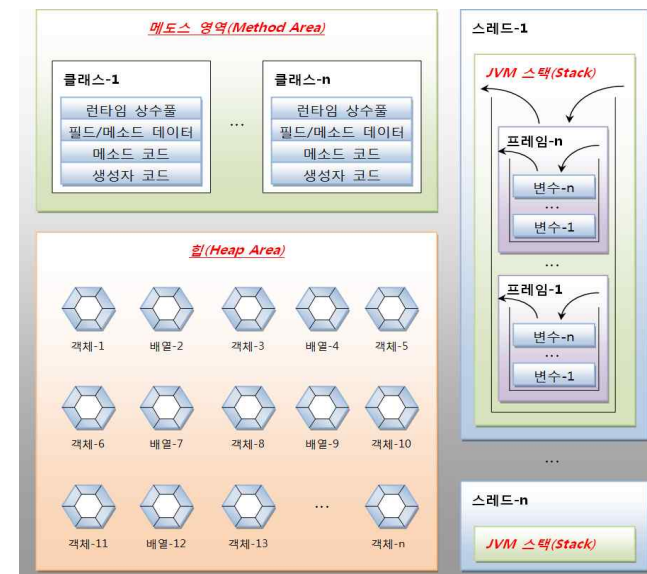 메도스 영역(Method Area)
클래스-1
런타임 상수풀
필드/메소드 데이터
메소드 코드
생성자 코드
...
클래스-n
런타임 상수풀
필드/메소드 데이터
메소드 코드
생성자 코드
힙(Heap Area)
객체-1 배열-2 객체-3 배열-4 객체-5
객체-6 배열-7 객체-8 배열-9 객체-10
...
객체-11 배열-12 객체-13 객체-n
스레드-1
JVM 스택(Stack)
프레임-n
변수-n
...
변수-1
...
프레임-1
변수-n
...
변수-1
...
스레드-n
JVM 스택(Stack)